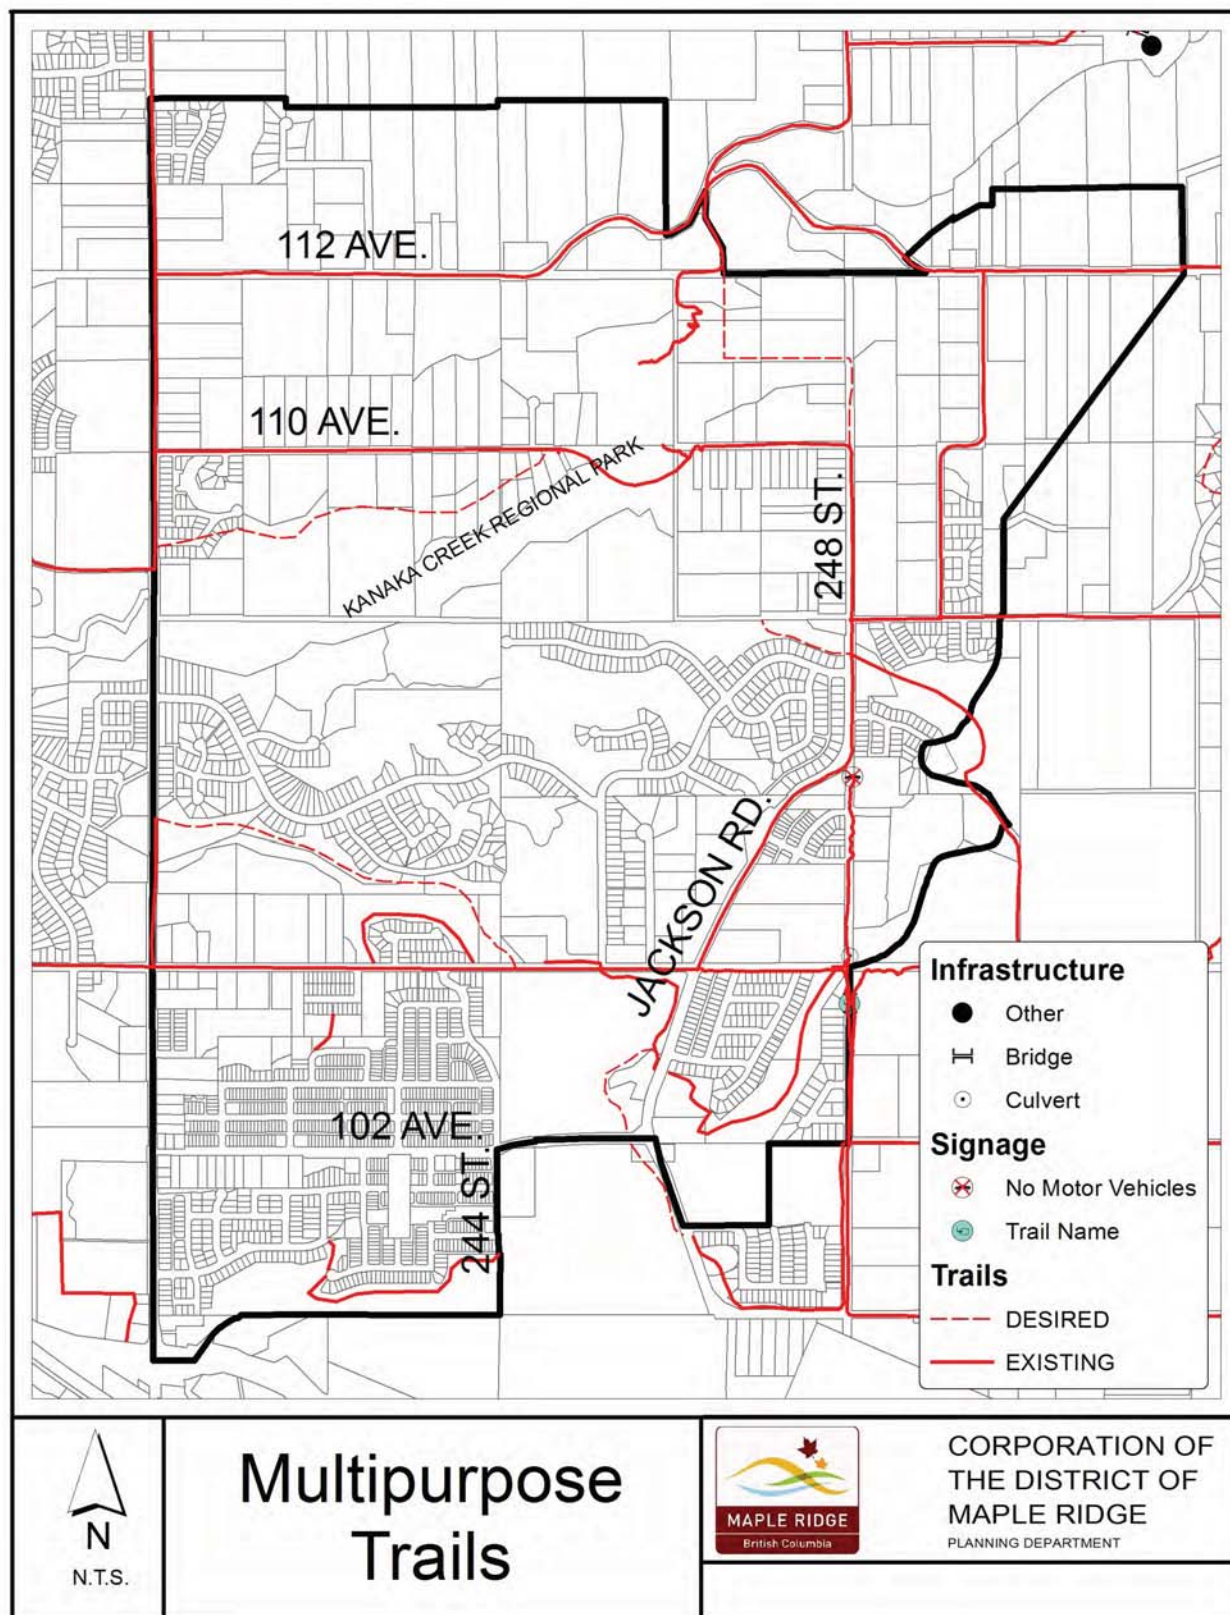 112 AVE.
110 AVE.
KANAKA CREEK REGIONAL PARK
248 ST.
JACKSON RD.
102 AVE.
244 ST.
Infrastructure
Other
Bridge
Culvert
Signage
No Motor Vehicles
Trail Name
Trails
DESIRED
EXISTING
N
N.T.S.
Multipurpose
Trails
MAPLE RIDGE
British Columbia
CORPORATION OF
THE DISTRICT OF
MAPLE RIDGE
PLANNING DEPARTMENT